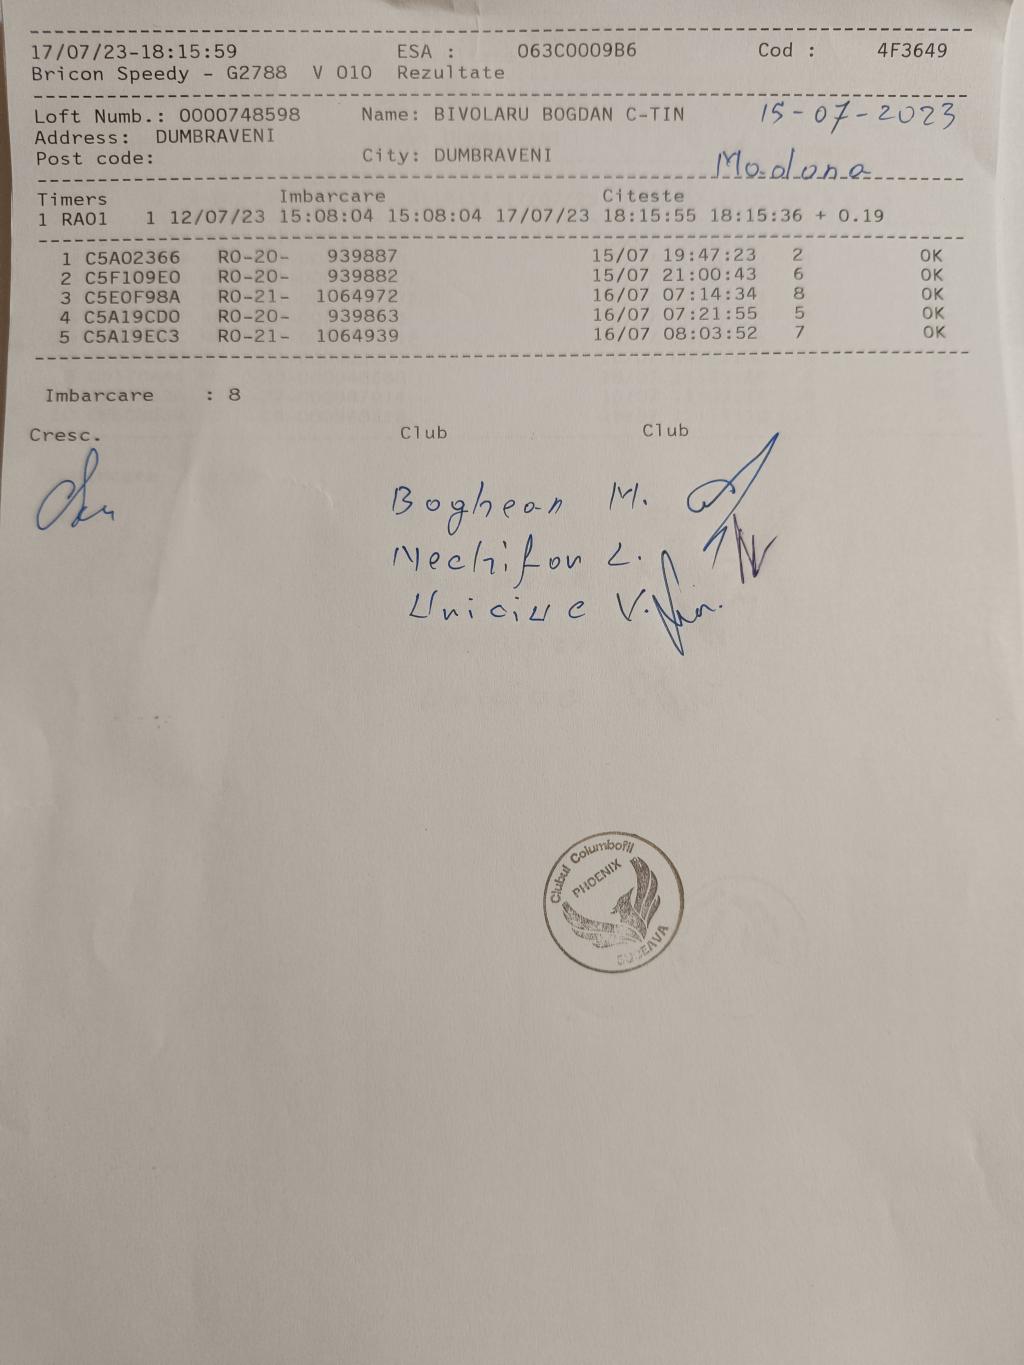 17/07/23-18:15:59 ESA : 063C0009B6 Cod : 4F3649
Bricon Speedy - G2788 V 010 Rezultate
Loft Numb.: 0000748598 Name: BIVOLARU BOGDAN C-TIN 15-07-2023
Address: DUMBRAVENI
Post code: City: DUMBRAVENI Madona
Timers Imbarcare Citeste
1 RA01 1 12/07/23 15:08:04 15:08:04 17/07/23 18:15:55 18:15:36 + 0.19
1 C5A02366 RO-20- 939887 15/07 19:47:23 2 OK
2 C5F109E0 RO-20- 939882 15/07 21:00:43 6 OK
3 C5E0F98A RO-21- 1064972 16/07 07:14:34 8 OK
4 C5A19CD0 RO-20- 939863 16/07 07:21:55 5 OK
5 C5A19EC3 RO-21- 1064939 16/07 08:03:52 7 OK
Imbarcare : 8
Cresc. Club Club
Boghean M.
Nechifor L.
V.
Clubul Columbofil
PHOENIX
SUCEAVA